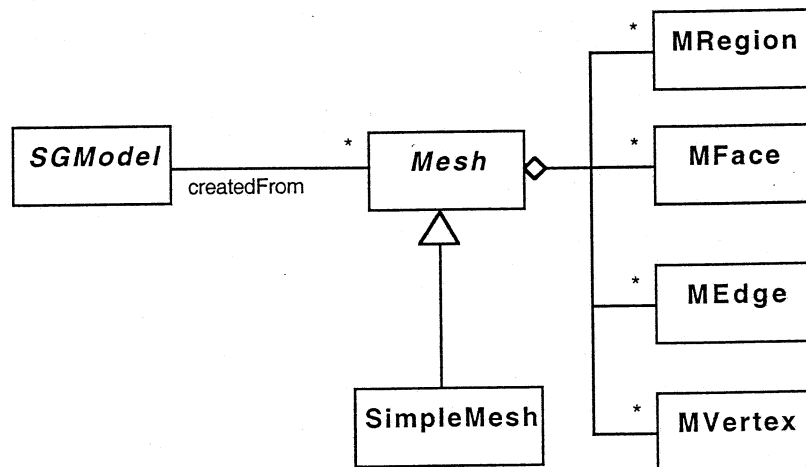 MRegion
*
SGModel
createdFrom
*
Mesh
*
MFace
*
MEdge
SimpleMesh
*
MVertex